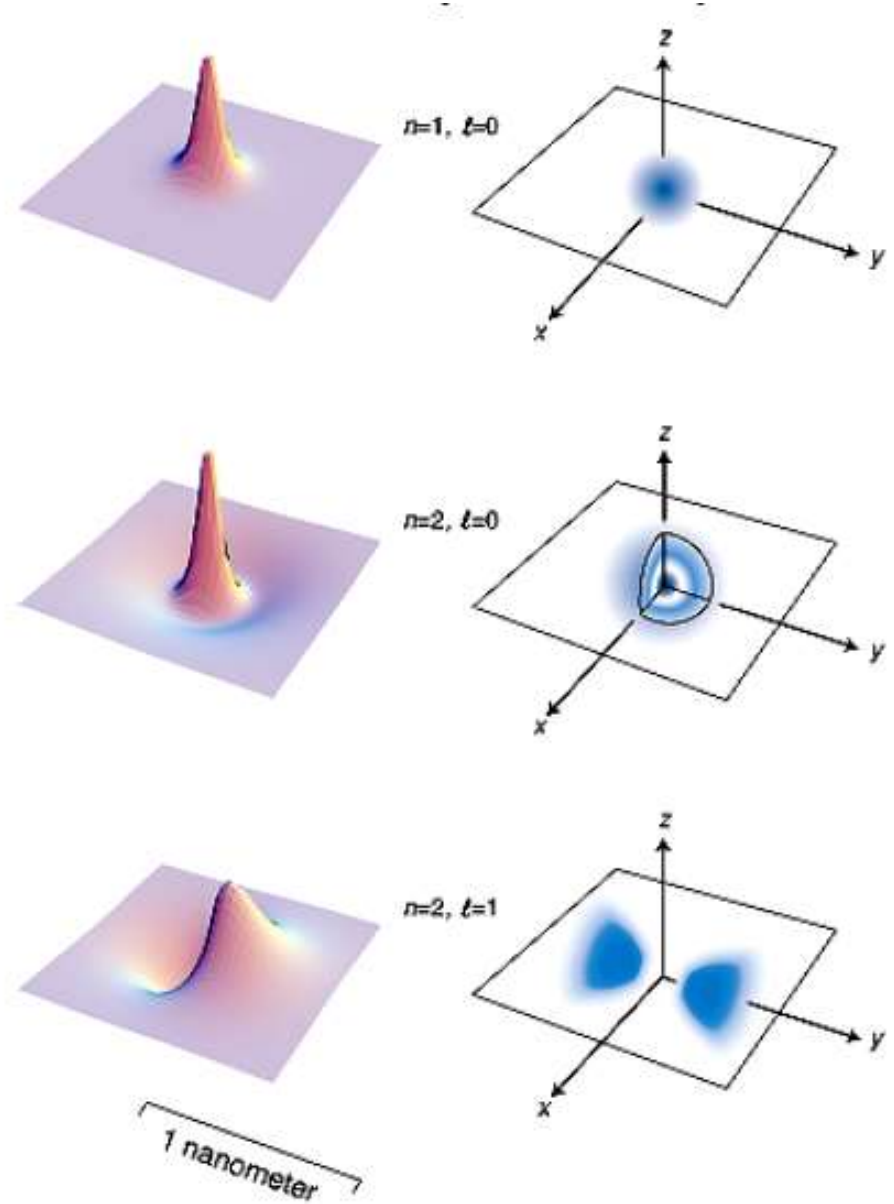 z
n=1, ℓ=0
y
x
z
n=2, ℓ=0
y
x
z
n=2, ℓ=1
y
x
1 nanometer